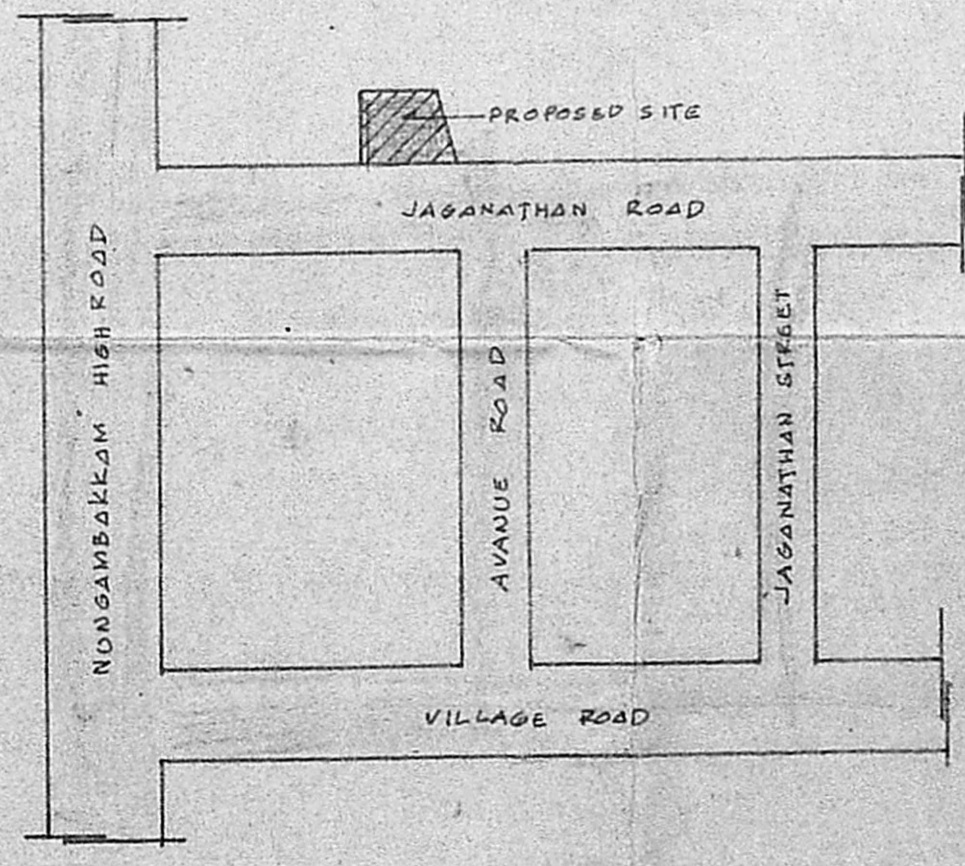 PROPOSED SITE
JAGANATHAN ROAD
NUNGAMBAKKAM HIGH ROAD
AVANUE ROAD
JAGANATHAN STREET
VILLAGE ROAD